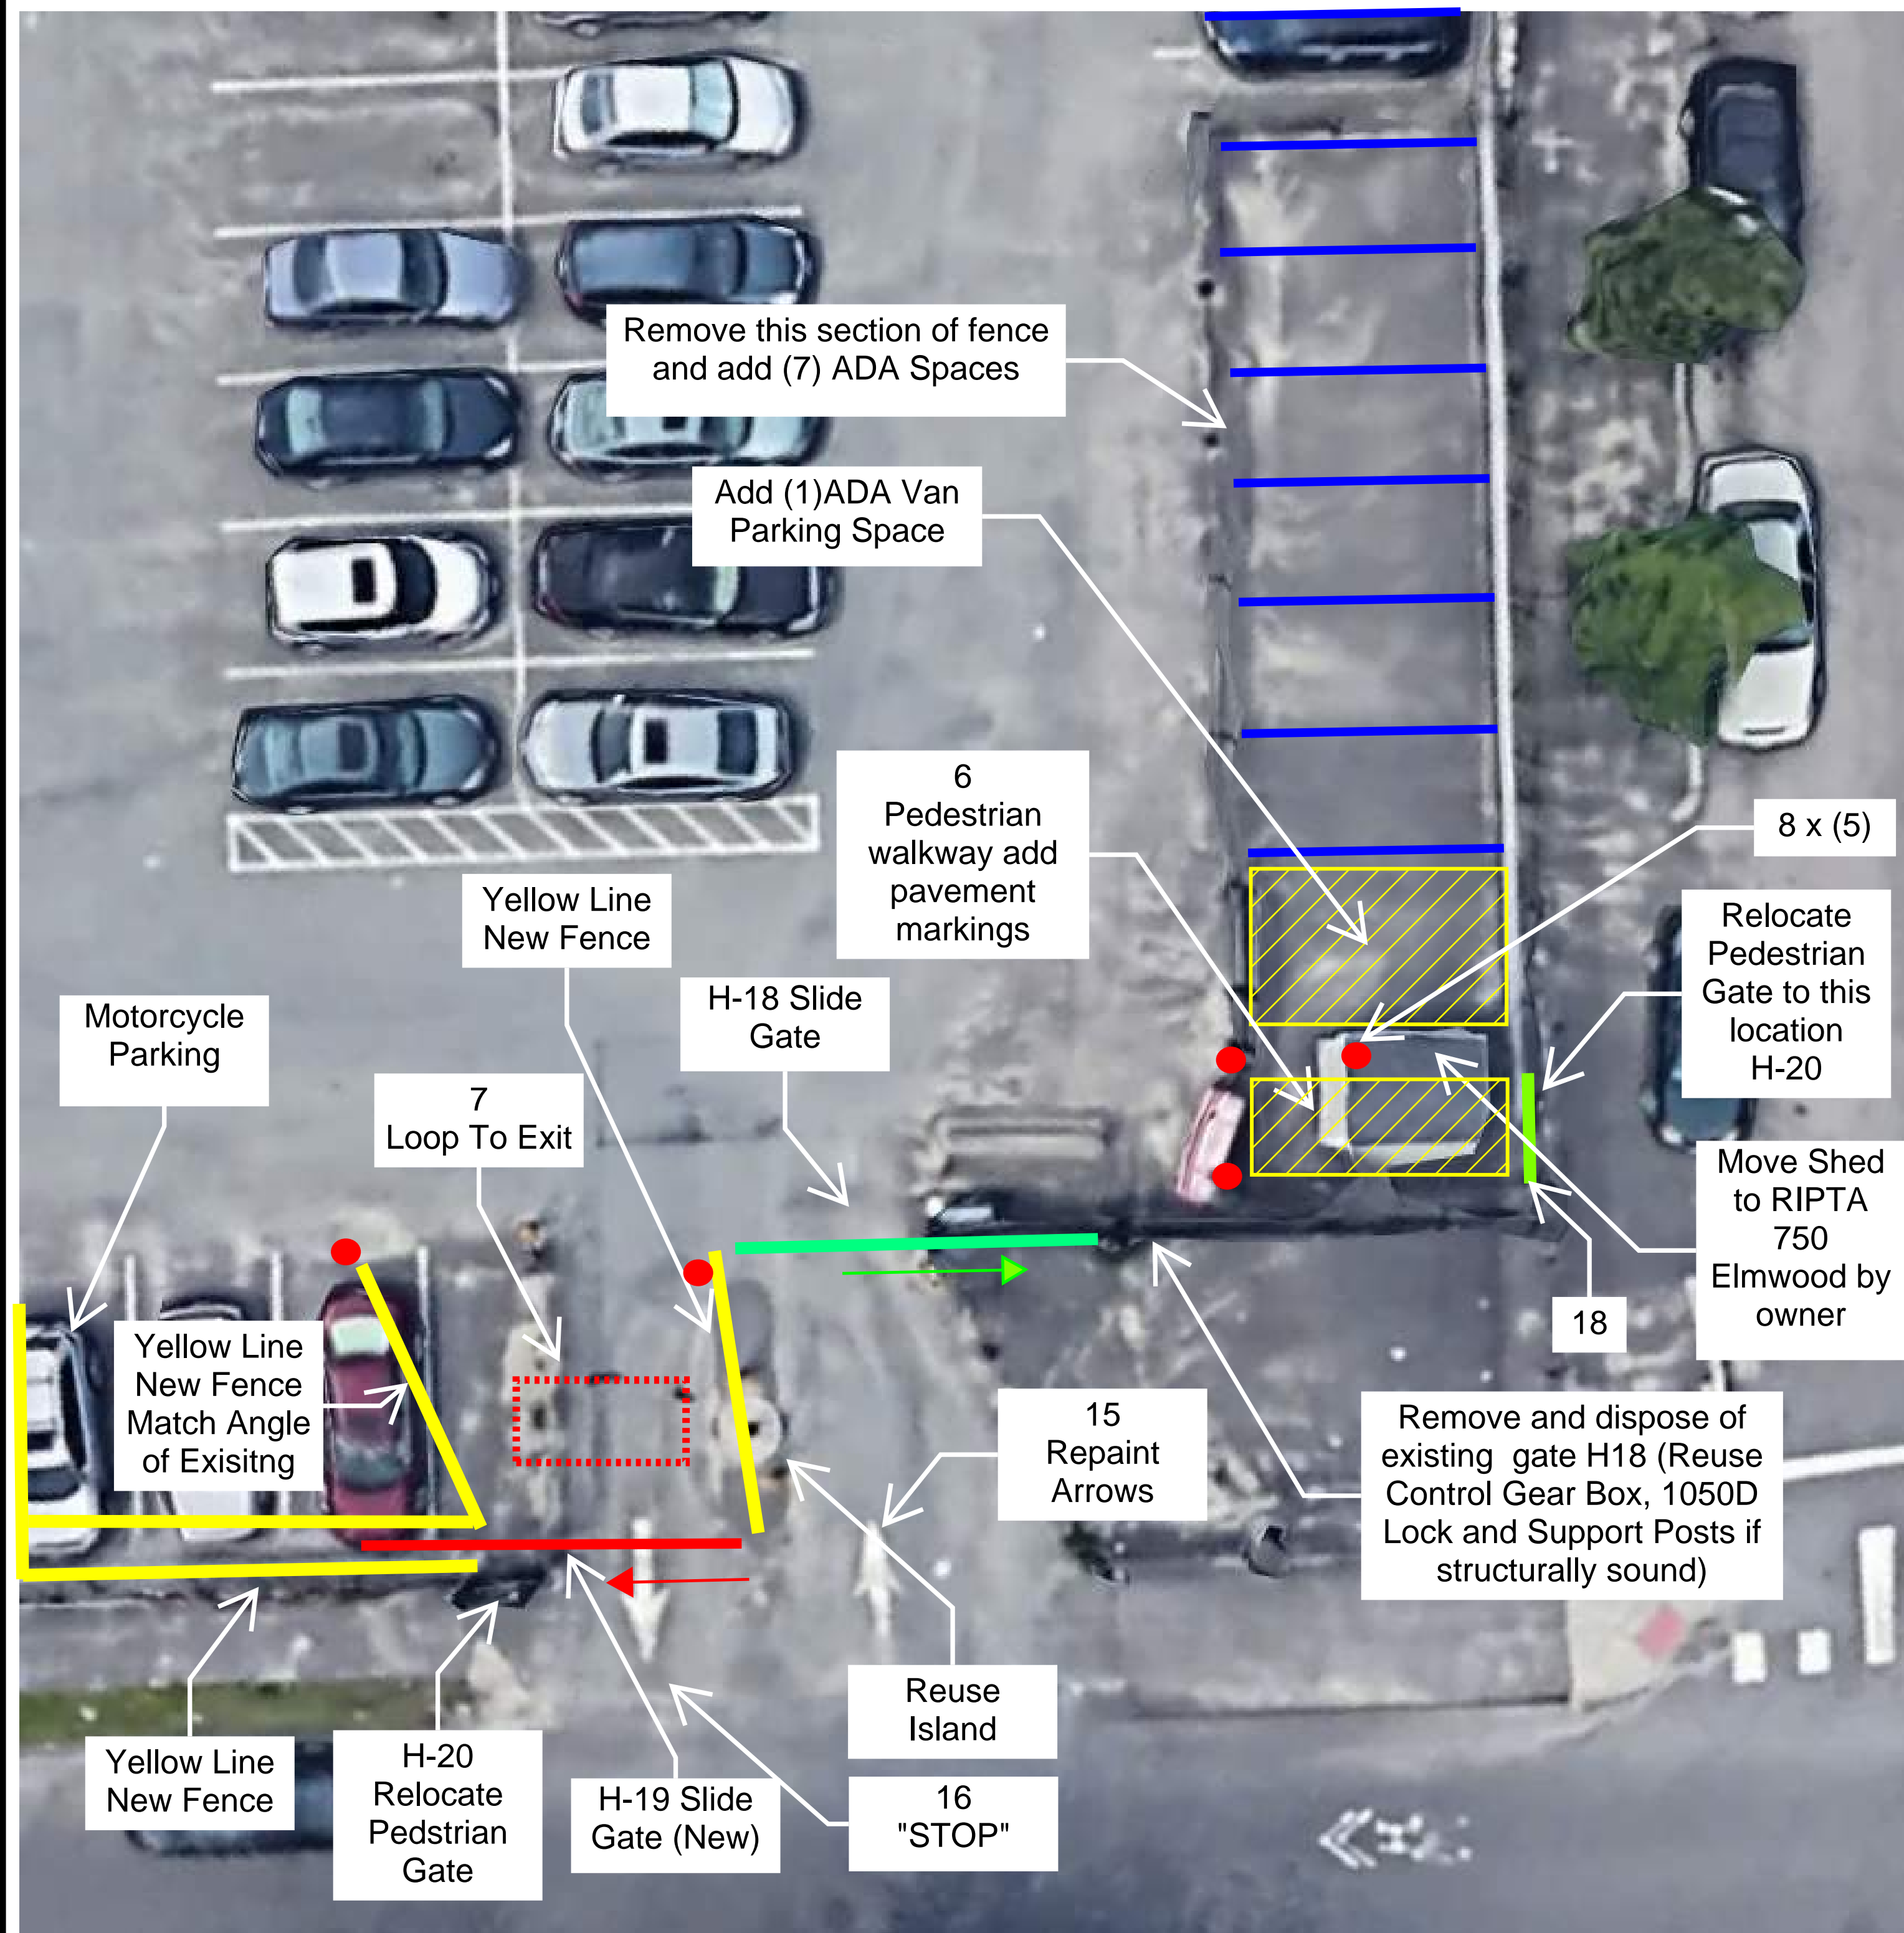 Remove this section of fence
and add (7) ADA Spaces
Add (1)ADA Van
Parking Space
6
Pedestrian
walkway add
pavement
markings
8 x (5)
Yellow Line
New Fence
Relocate
Pedestrian
Gate to this
location
H-20
H-18 Slide
Gate
Motorcycle
Parking
7
Loop To Exit
Move Shed
to RIPTA
750
Elmwood by
owner
18
Yellow Line
New Fence
Match Angle
of Exisitng
15
Repaint
Arrows
Remove and dispose of
existing gate H18 (Reuse
Control Gear Box, 1050D
Lock and Support Posts if
structurally sound)
Reuse
Island
Yellow Line
New Fence
H-20
Relocate
Pedstrian
Gate
H-19 Slide
Gate (New)
16
"STOP"